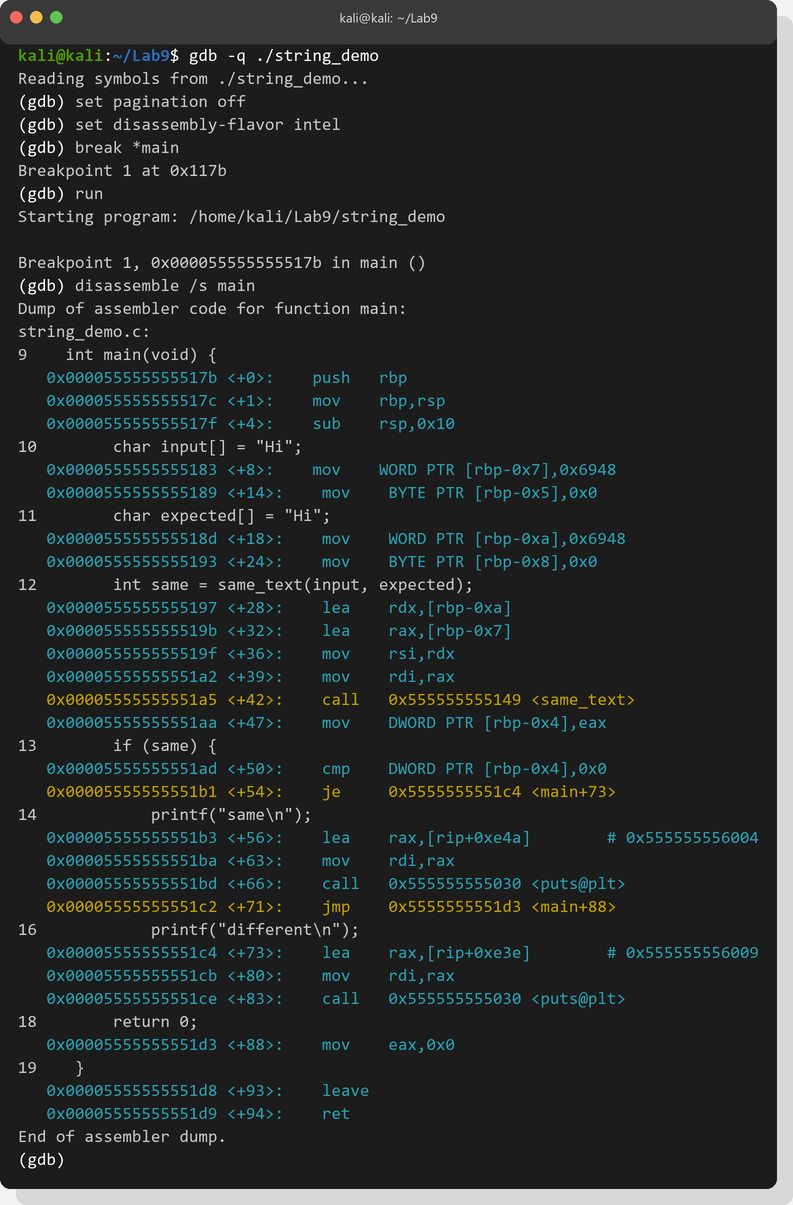 kali@kali: ~/Lab9
kali@kali:~/Lab9$ gdb -q ./string_demo
Reading symbols from ./string_demo...
(gdb) set pagination off
(gdb) set disassembly-flavor intel
(gdb) break *main
Breakpoint 1 at 0x117b
(gdb) run
Starting program: /home/kali/Lab9/string_demo

Breakpoint 1, 0x000055555555517b in main ()
(gdb) disassemble /s main
Dump of assembler code for function main:
string_demo.c:
9    int main(void) {
   0x000055555555517b <+0>:    push   rbp
   0x000055555555517c <+1>:    mov    rbp,rsp
   0x000055555555517f <+4>:    sub    rsp,0x10
10        char input[] = "Hi";
   0x0000555555555183 <+8>:    mov    WORD PTR [rbp-0x7],0x6948
   0x0000555555555189 <+14>:    mov    BYTE PTR [rbp-0x5],0x0
11        char expected[] = "Hi";
   0x000055555555518d <+18>:    mov    WORD PTR [rbp-0xa],0x6948
   0x0000555555555193 <+24>:    mov    BYTE PTR [rbp-0x8],0x0
12        int same = same_text(input, expected);
   0x0000555555555197 <+28>:    lea    rdx,[rbp-0xa]
   0x000055555555519b <+32>:    lea    rax,[rbp-0x7]
   0x000055555555519f <+36>:    mov    rsi,rdx
   0x00005555555551a2 <+39>:    mov    rdi,rax
   0x00005555555551a5 <+42>:    call   0x555555555149 <same_text>
   0x00005555555551aa <+47>:    mov    DWORD PTR [rbp-0x4],eax
13        if (same) {
   0x00005555555551ad <+50>:    cmp    DWORD PTR [rbp-0x4],0x0
   0x00005555555551b1 <+54>:    je     0x5555555551c4 <main+73>
14            printf("same\n");
   0x00005555555551b3 <+56>:    lea    rax,[rip+0xe4a]        # 0x555555556004
   0x00005555555551ba <+63>:    mov    rdi,rax
   0x00005555555551bd <+66>:    call   0x555555555030 <puts@plt>
   0x00005555555551c2 <+71>:    jmp    0x5555555551d3 <main+88>
16            printf("different\n");
   0x00005555555551c4 <+73>:    lea    rax,[rip+0xe3e]        # 0x555555556009
   0x00005555555551cb <+80>:    mov    rdi,rax
   0x00005555555551ce <+83>:    call   0x555555555030 <puts@plt>
18        return 0;
   0x00005555555551d3 <+88>:    mov    eax,0x0
19    }
   0x00005555555551d8 <+93>:    leave
   0x00005555555551d9 <+94>:    ret
End of assembler dump.
(gdb)